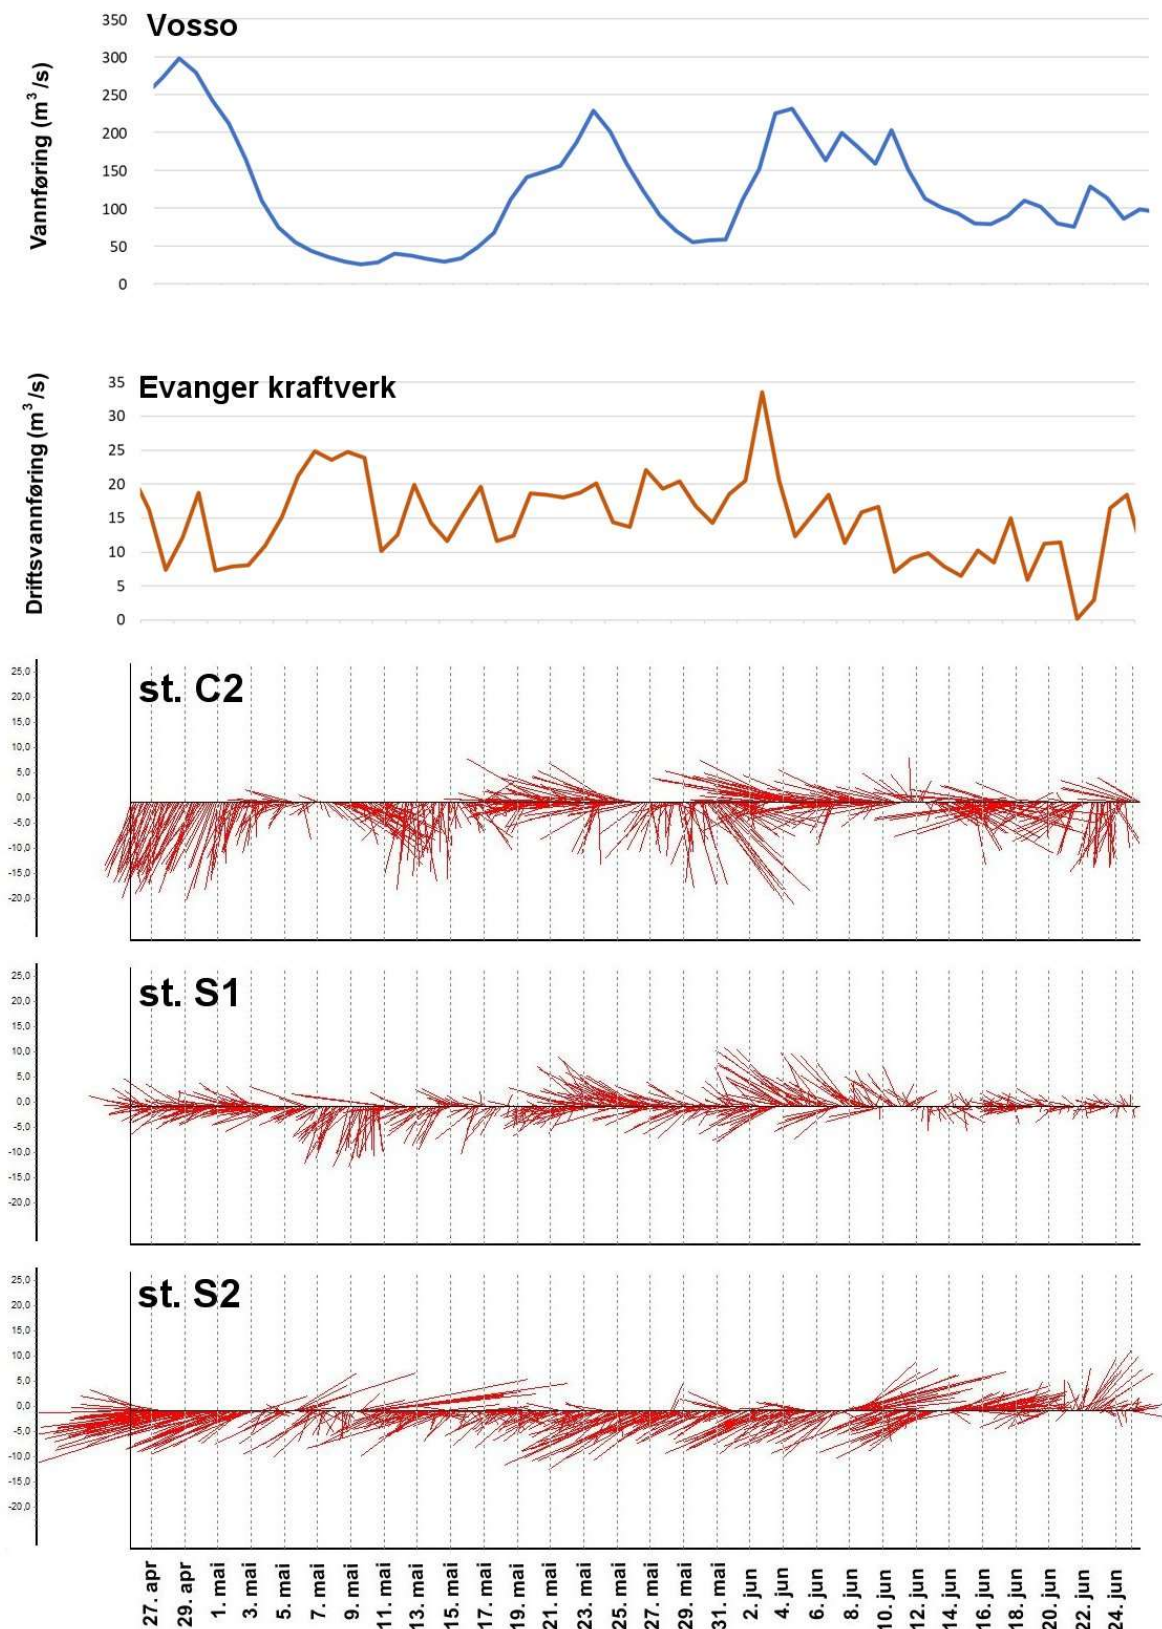 Vosso
Vannføring (m³/s)
350
300
250
200
150
100
50
0
Evanger kraftverk
Driftsvannføring (m³/s)
35
30
25
20
15
10
5
0
st. C2
25,0
20,0
15,0
10,0
5,0
0,0
-5,0
-10,0
-15,0
-20,0
st. S1
25,0
20,0
15,0
10,0
5,0
0,0
-5,0
-10,0
-15,0
-20,0
st. S2
25,0
20,0
15,0
10,0
5,0
0,0
-5,0
-10,0
-15,0
-20,0
27. apr
29. apr
1. mai
3. mai
5. mai
7. mai
9. mai
11. mai
13. mai
15. mai
17. mai
19. mai
21. mai
23. mai
25. mai
27. mai
29. mai
31. mai
2. jun
4. jun
6. jun
8. jun
10. jun
12. jun
14. jun
16. jun
18. jun
20. jun
22. jun
24. jun